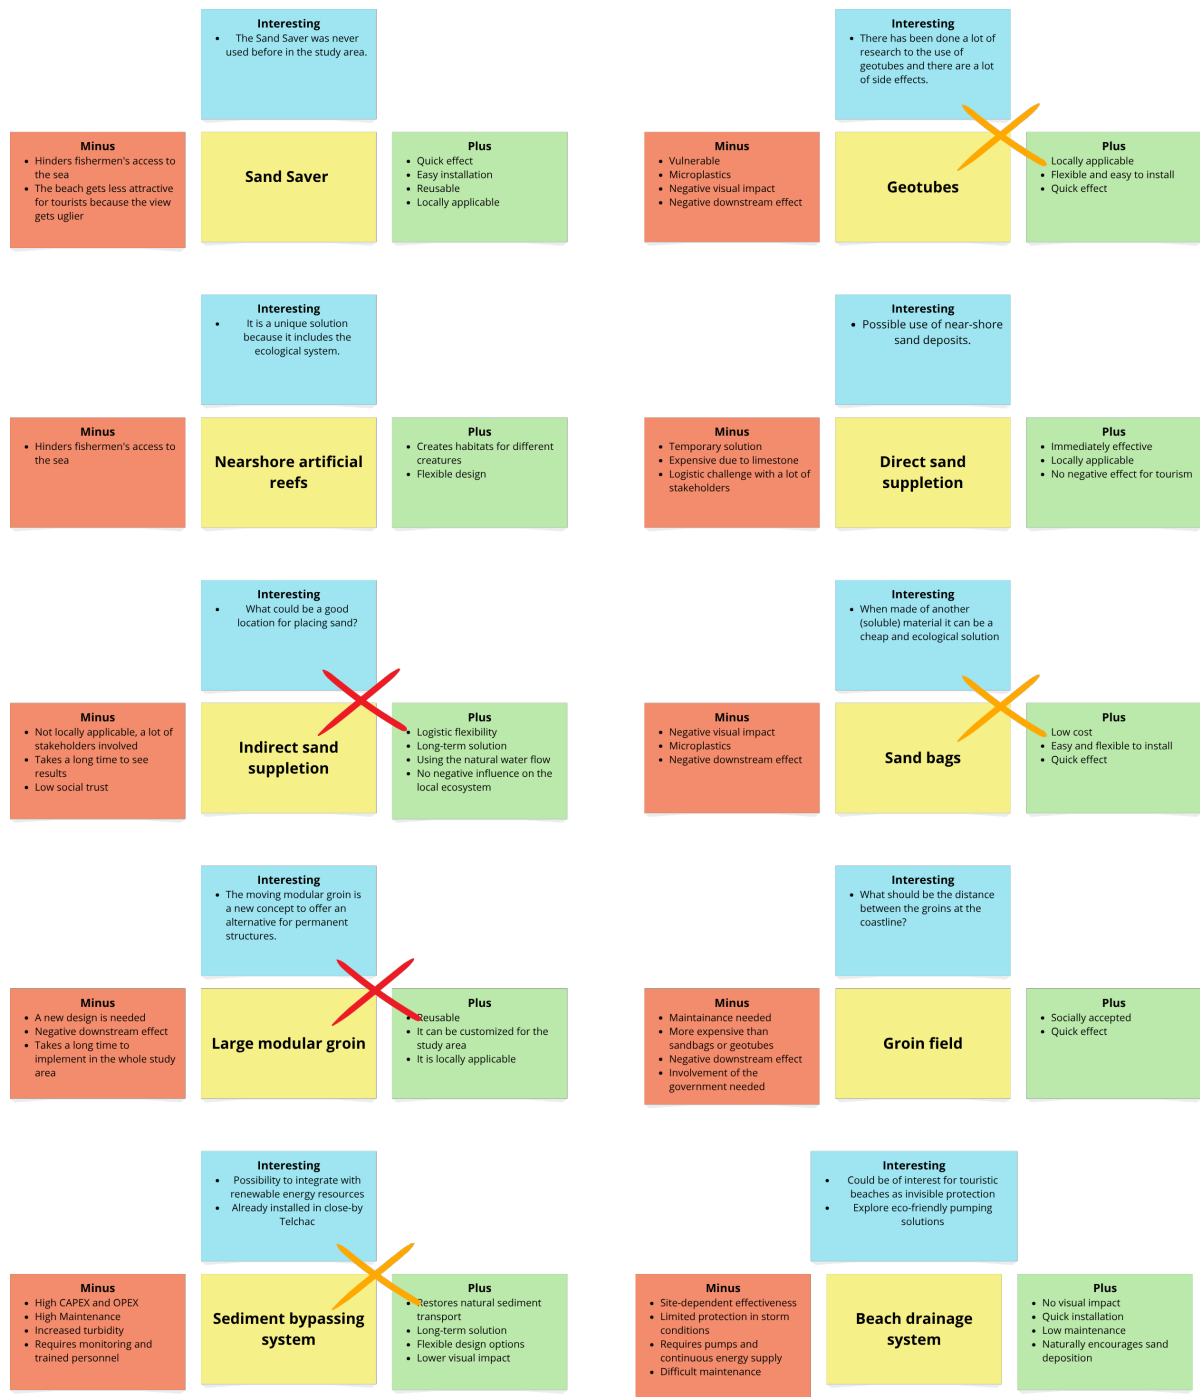 Interesting
• The Sand Saver was never
used before in the study area.
Minus
• Hinders fishermen's access to
the sea
• The beach gets less attractive
for tourists because the view
gets uglier
Sand Saver
Plus
• Quick effect
• Easy installation
• Reusable
• Locally applicable
Interesting
• There has been done a lot of
research to the use of
geotubes and there are a lot
of side effects.
Minus
• Vulnerable
• Microplastics
• Negative visual impact
• Negative downstream effect
Geotubes
Plus
Locally applicable
• Flexible and easy to install
• Quick effect
Interesting
• It is a unique solution
because it includes the
ecological system.
Minus
• Hinders fishermen's access to
the sea
Nearshore artificial
reefs
Plus
• Creates habitats for different
creatures
• Flexible design
Interesting
• Possible use of near-shore
sand deposits.
Minus
• Temporary solution
• Expensive due to limestone
• Logistic challenge with a lot of
stakeholders
Direct sand
suppletion
Plus
• Immediately effective
• Locally applicable
• No negative effect for tourism
Interesting
• What could be a good
location for placing sand?
Minus
• Not locally applicable, a lot of
stakeholders involved
• Takes a long time to see
results
• Low social trust
Indirect sand
suppletion
Plus
• Logistic flexibility
• Long-term solution
• Using the natural water flow
• No negative influence on the
local ecosystem
Interesting
• When made of another
(soluble) material it can be a
cheap and ecological solution
Minus
• Negative visual impact
• Microplastics
• Negative downstream effect
Sand bags
Plus
Low cost
• Easy and flexible to install
• Quick effect
Interesting
• The moving modular groin is
a new concept to offer an
alternative for permanent
structures.
Minus
• A new design is needed
• Negative downstream effect
• Takes a long time to
implement in the whole study
area
Large modular groin
Plus
• Reusable
• It can be customized for the
study area
• It is locally applicable
Interesting
• What should be the distance
between the groins at the
coastline?
Minus
• Maintainance needed
• More expensive than
sandbags or geotubes
• Negative downstream effect
• Involvement of the
government needed
Groin field
Plus
• Socially accepted
• Quick effect
Interesting
• Possibility to integrate with
renewable energy resources
• Already installed in close-by
Telchac
Minus
• High CAPEX and OPEX
• High Maintenance
• Increased turbidity
• Requires monitoring and
trained personnel
Sediment bypassing
system
Plus
• Restores natural sediment
transport
• Long-term solution
• Flexible design options
• Lower visual impact
Interesting
• Could be of interest for touristic
beaches as invisible protection
• Explore eco-friendly pumping
solutions
Minus
• Site-dependent effectiveness
• Limited protection in storm
conditions
• Requires pumps and
continuous energy supply
• Difficult maintenance
Beach drainage
system
Plus
• No visual impact
• Quick installation
• Low maintenance
• Naturally encourages sand
deposition